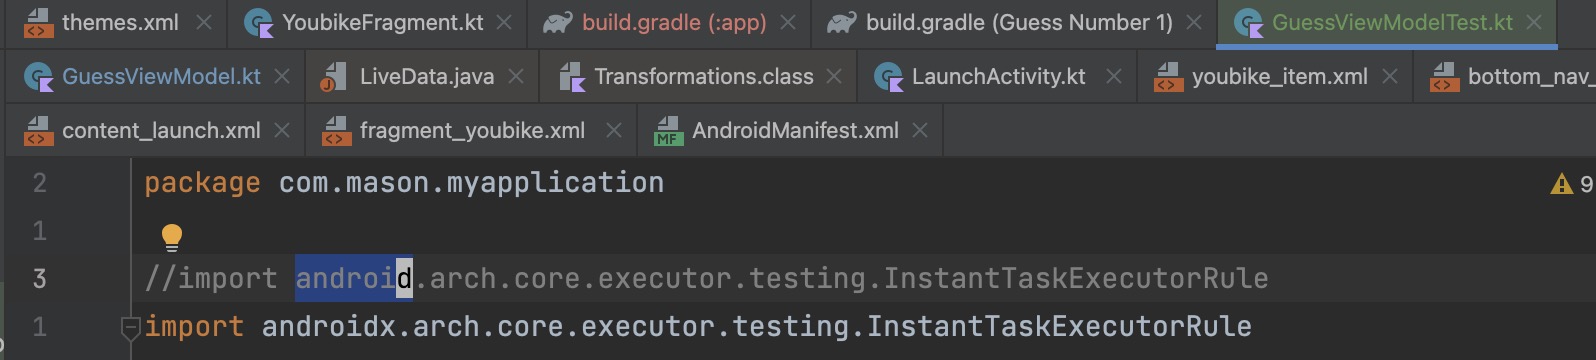 themes.xml YoubikeFragment.kt build.gradle (:app) build.gradle (Guess Number 1) GuessViewModelTest.kt
GuessViewModel.kt LiveData.java Transformations.class LaunchActivity.kt youbike_item.xml bottom_nav_
content_launch.xml fragment_youbike.xml MF AndroidManifest.xml
2 package com.mason.myapplication 9
1
3 //import android.arch.core.executor.testing.InstantTaskExecutorRule
1 import androidx.arch.core.executor.testing.InstantTaskExecutorRule